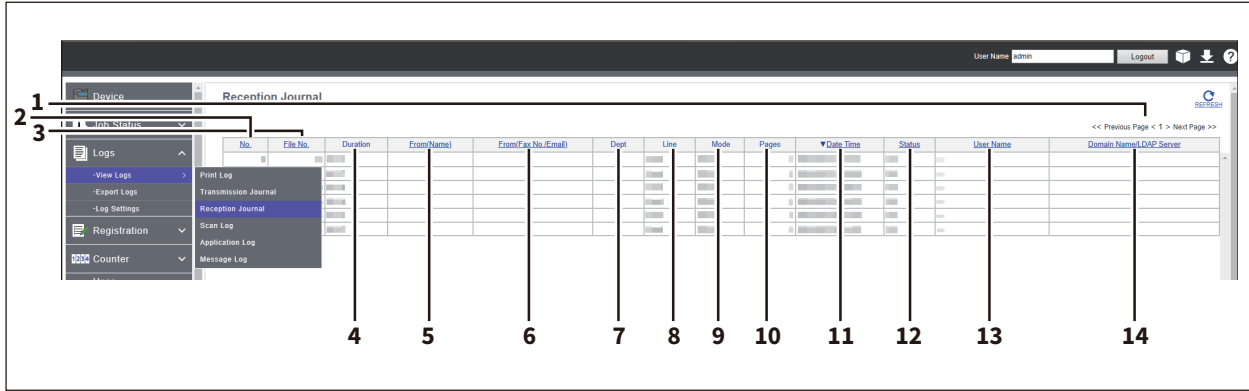 User Name admin Logout ?
Device
Reception Journal
REFRESH
1
2
3
Job Status
<< Previous Page < 1 > Next Page >>
No. File No. Duration From(Name) From(Fax No./Email) Dept Line Mode Pages ▼Date Time Status User Name Domain Name/LDAP Server
Logs
-View Logs >
-Export Logs
-Log Settings
Registration
1234 Counter
Print Log
Transmission Journal
Reception Journal
Scan Log
Application Log
Message Log
4 5 6 7 8 9 10 11 12 13 14